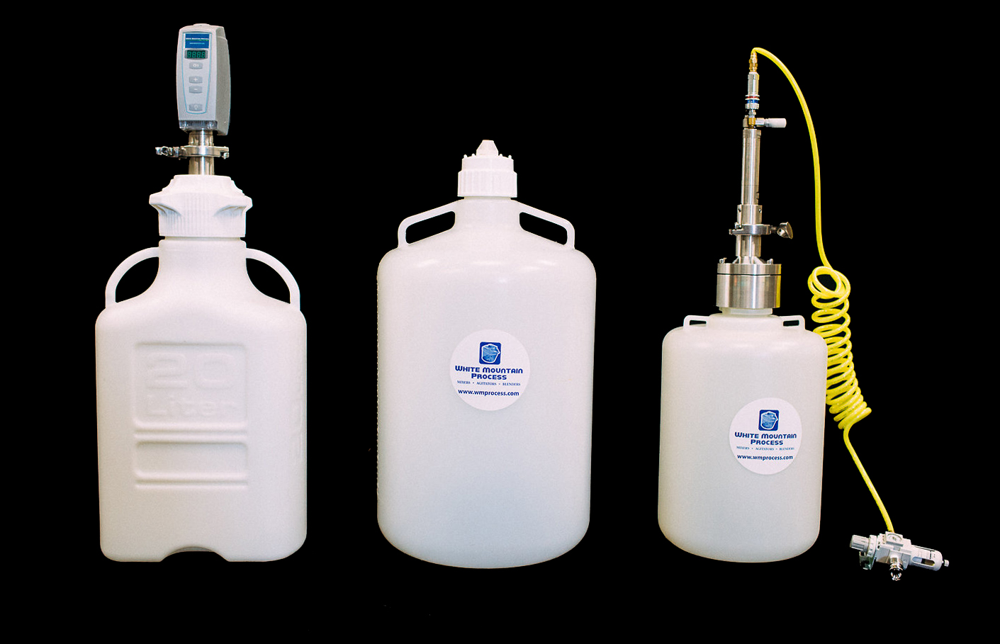 20
Liter
WHITE MOUNTAIN
PROCESS
MIXERS • AGITATORS • BLENDERS
www.wmprocess.com
WHITE MOUNTAIN
PROCESS
MIXERS • AGITATORS • BLENDERS
www.wmprocess.com